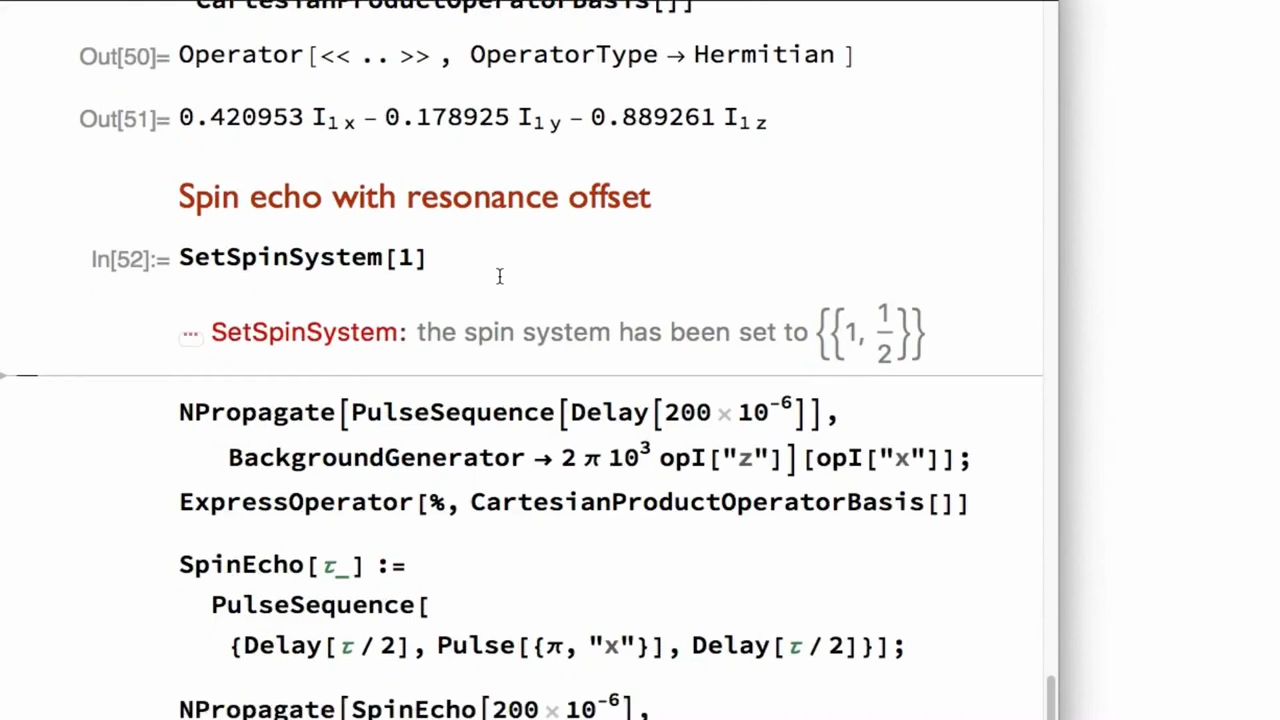 CartesianProductOperatorBasis[]]
Out[50]= Operator[<< .. >> , OperatorType → Hermitian ]
Out[51]= 0.420953 I₁ₓ − 0.178925 I₁ y − 0.889261 I₁ z
Spin echo with resonance offset
In[52]:= SetSpinSystem[1]
... SetSpinSystem: the spin system has been set to {{1, 1/2}}
NPropagate[PulseSequence[Delay[200 × 10⁻⁶]],
BackgroundGenerator → 2 π 10³ opI["z"]][opI["x"]];
ExpressOperator[%, CartesianProductOperatorBasis[]]
SpinEcho[τ_] :=
PulseSequence[
{Delay[τ / 2], Pulse[{π, "x"}], Delay[τ / 2]}];
NPropagate[SpinEcho[200 × 10⁻⁶],